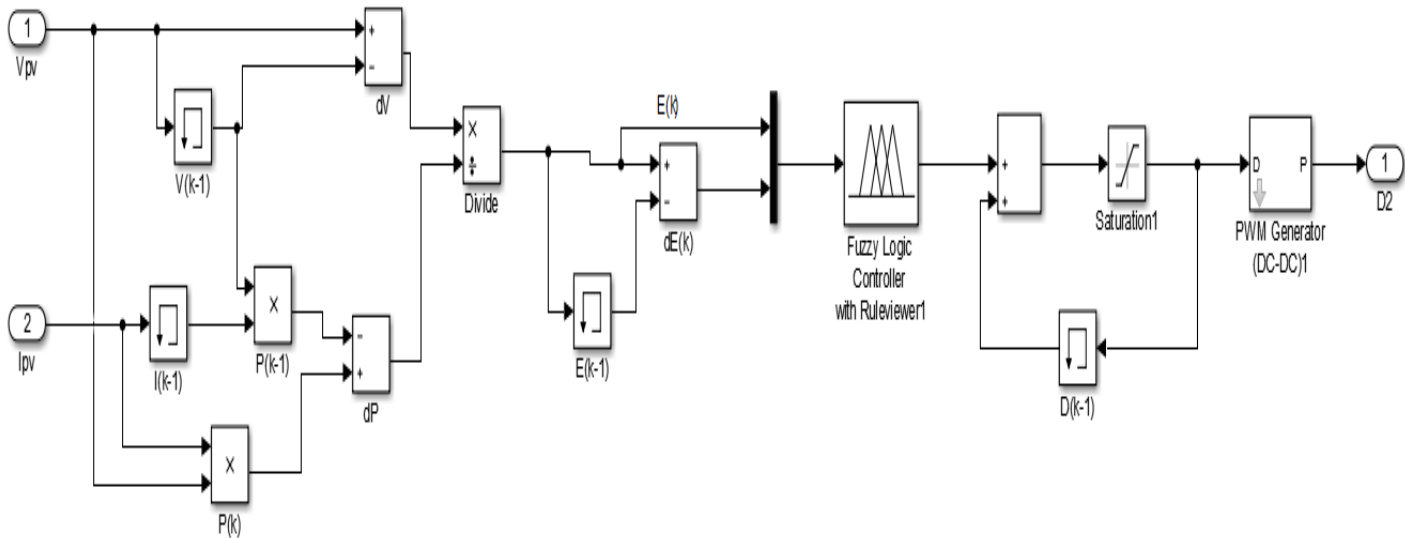 1
Vpv
+
−
dV
V(k-1)
×
÷
Divide
E(k)
+
−
dE(k)
E(k-1)
Fuzzy Logic
Controller
with Ruleviewer1
+
+
Saturation1
D P
PWM Generator
(DC-DC)1
1
D2
D(k-1)
2
Ipv
I(k-1)
×
P(k-1)
−
+
dP
×
P(k)